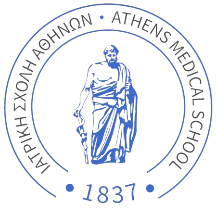 ΙΑΤΡΙΚΗ ΣΧΟΛΗ ΑΘΗΝΩΝ • ATHENS MEDICAL SCHOOL
• 1837 •